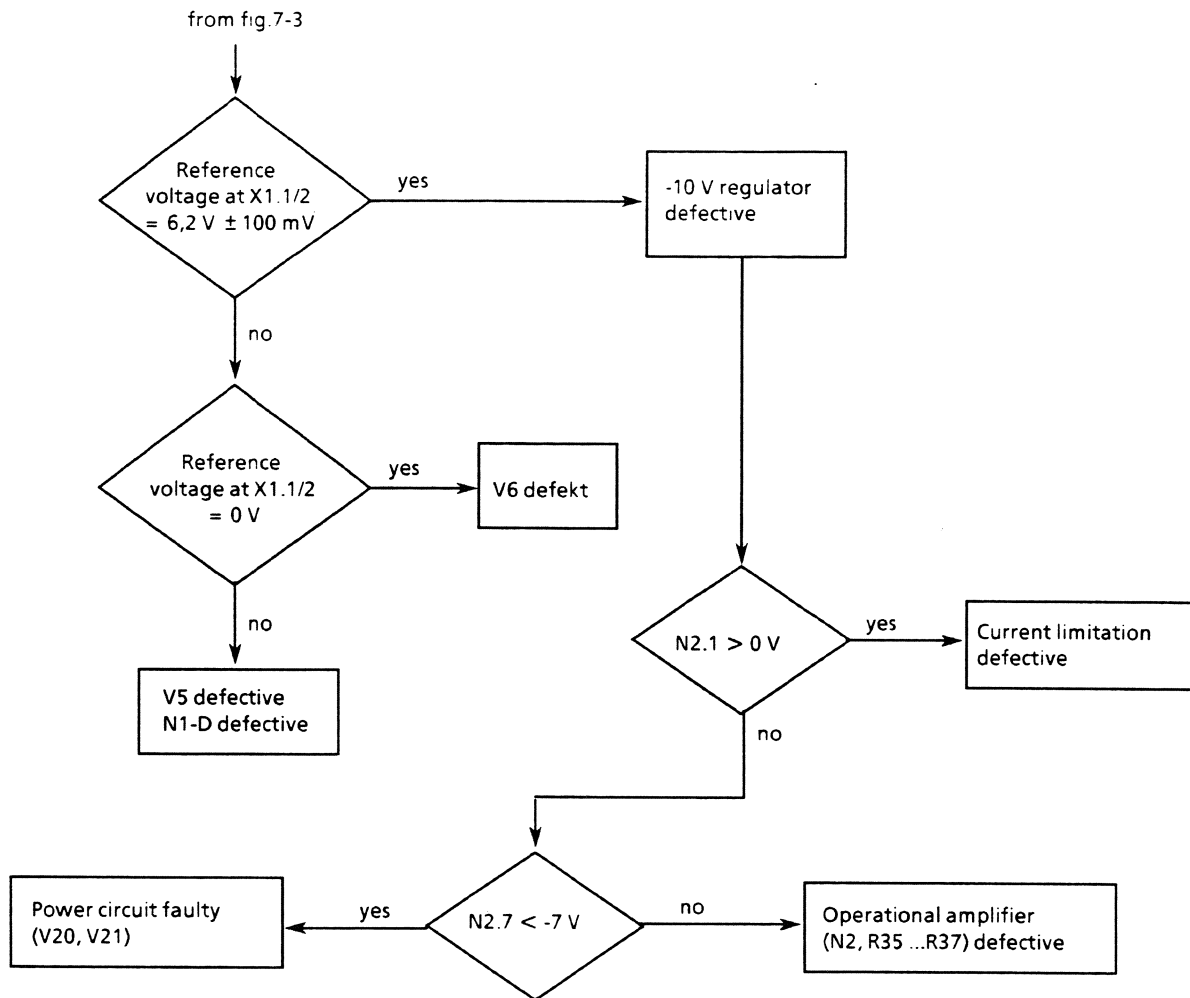 from fig.7-3
Reference
voltage at X1.1/2
= 6,2 V ± 100 mV
yes
-10 V regulator
defective
no
Reference
voltage at X1.1/2
= 0 V
yes
V6 defekt
no
V5 defective
N1-D defective
N2.1 > 0 V
yes
Current limitation
defective
no
N2.7 < -7 V
yes
Power circuit faulty
(V20, V21)
no
Operational amplifier
(N2, R35 ...R37) defective